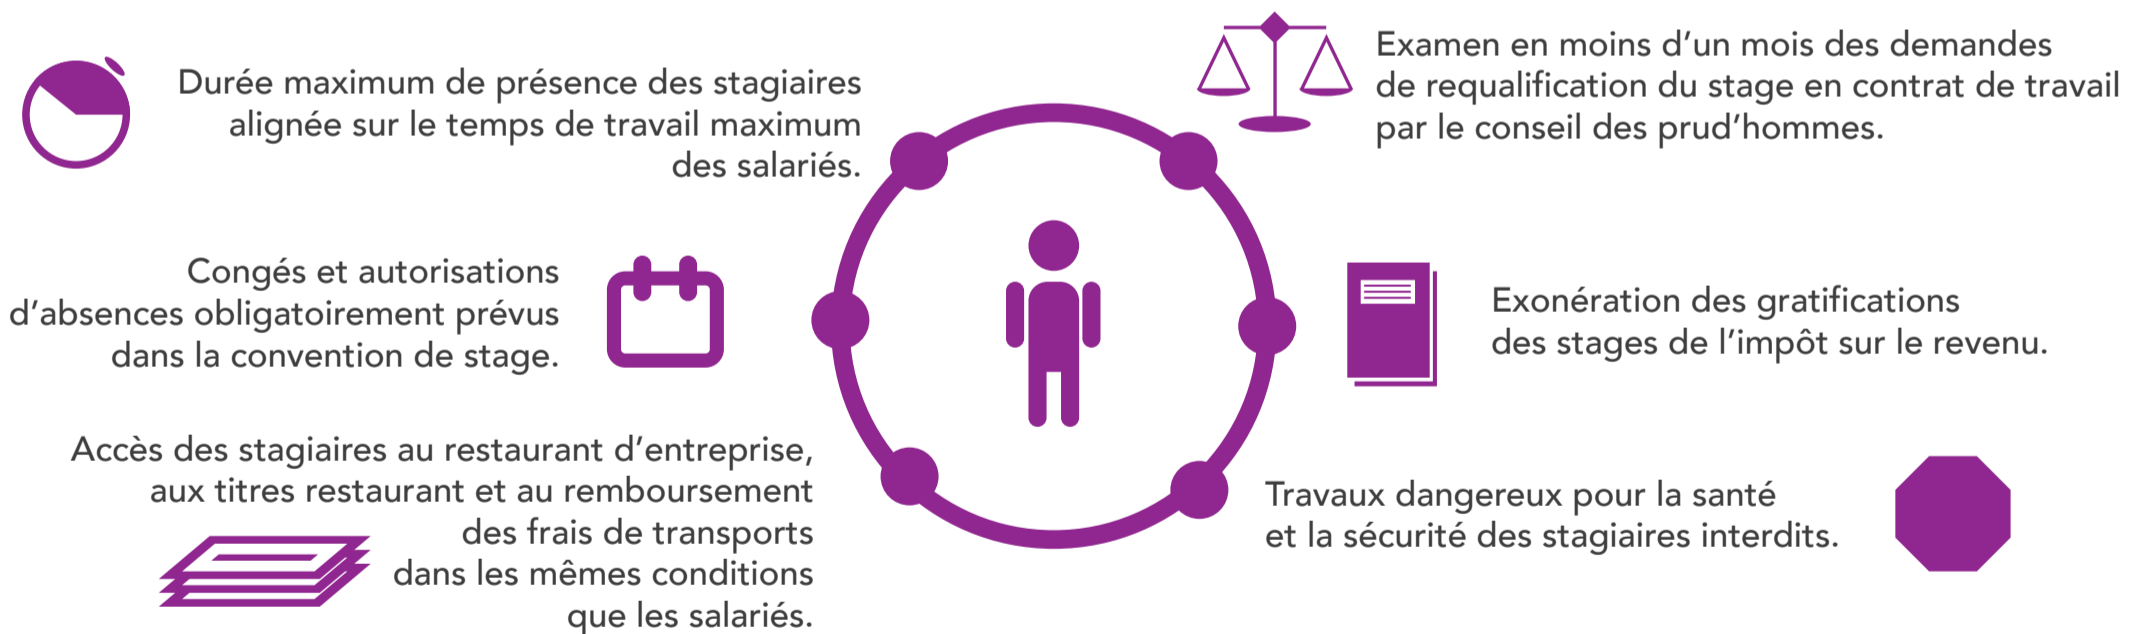 Durée maximum de présence des stagiaires
alignée sur le temps de travail maximum
des salariés.
Examen en moins d’un mois des demandes
de requalification du stage en contrat de travail
par le conseil des prud’hommes.
Congés et autorisations
d’absences obligatoirement prévus
dans la convention de stage.
Exonération des gratifications
des stages de l’impôt sur le revenu.
Accès des stagiaires au restaurant d’entreprise,
aux titres restaurant et au remboursement
des frais de transports
dans les mêmes conditions
que les salariés.
Travaux dangereux pour la santé
et la sécurité des stagiaires interdits.